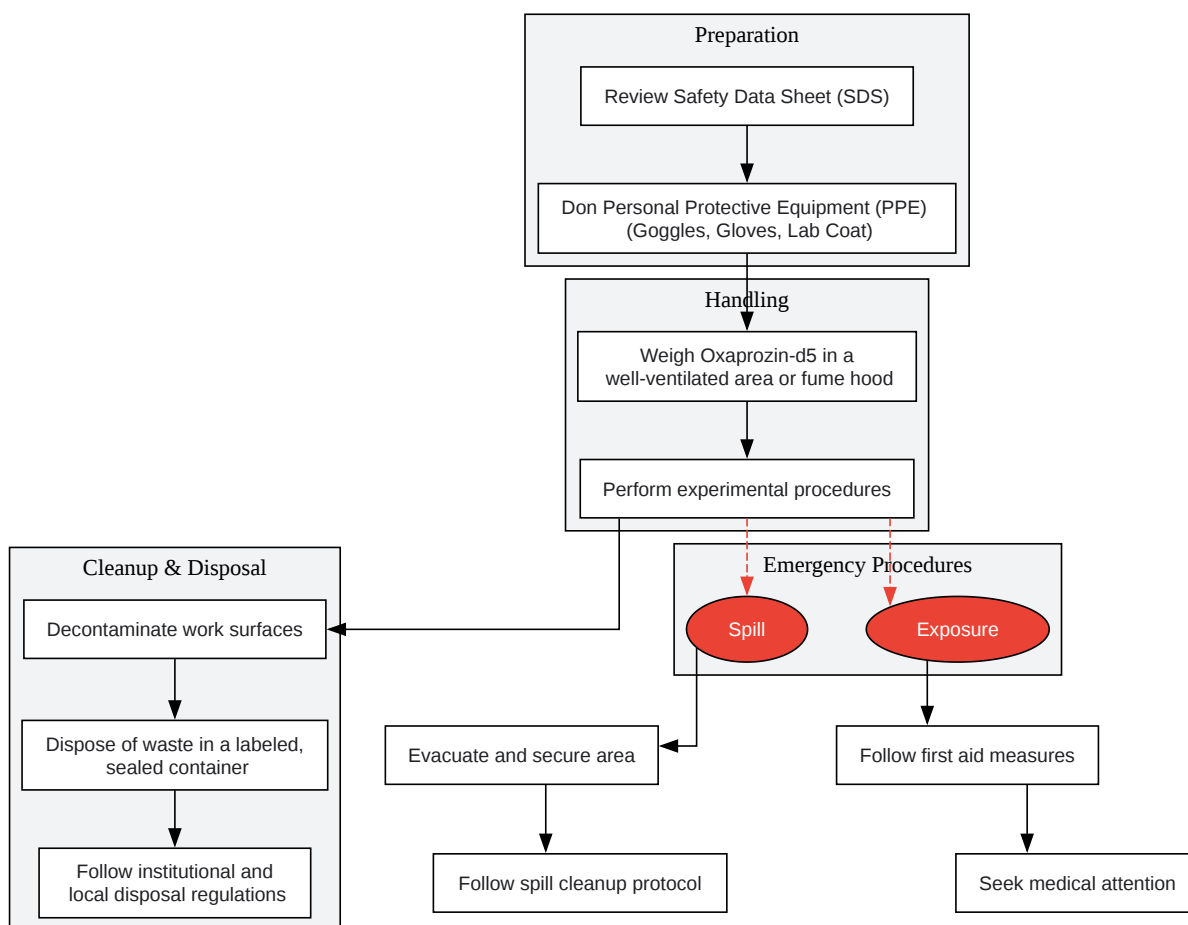 Preparation
Review Safety Data Sheet (SDS)
Don Personal Protective Equipment (PPE)
(Goggles, Gloves, Lab Coat)
Handling
Weigh Oxaprozin-d5 in a
well-ventilated area or fume hood
Perform experimental procedures
Cleanup & Disposal
Decontaminate work surfaces
Dispose of waste in a labeled,
sealed container
Follow institutional and
local disposal regulations
Emergency Procedures
Spill
Exposure
Evacuate and secure area
Follow first aid measures
Follow spill cleanup protocol
Seek medical attention